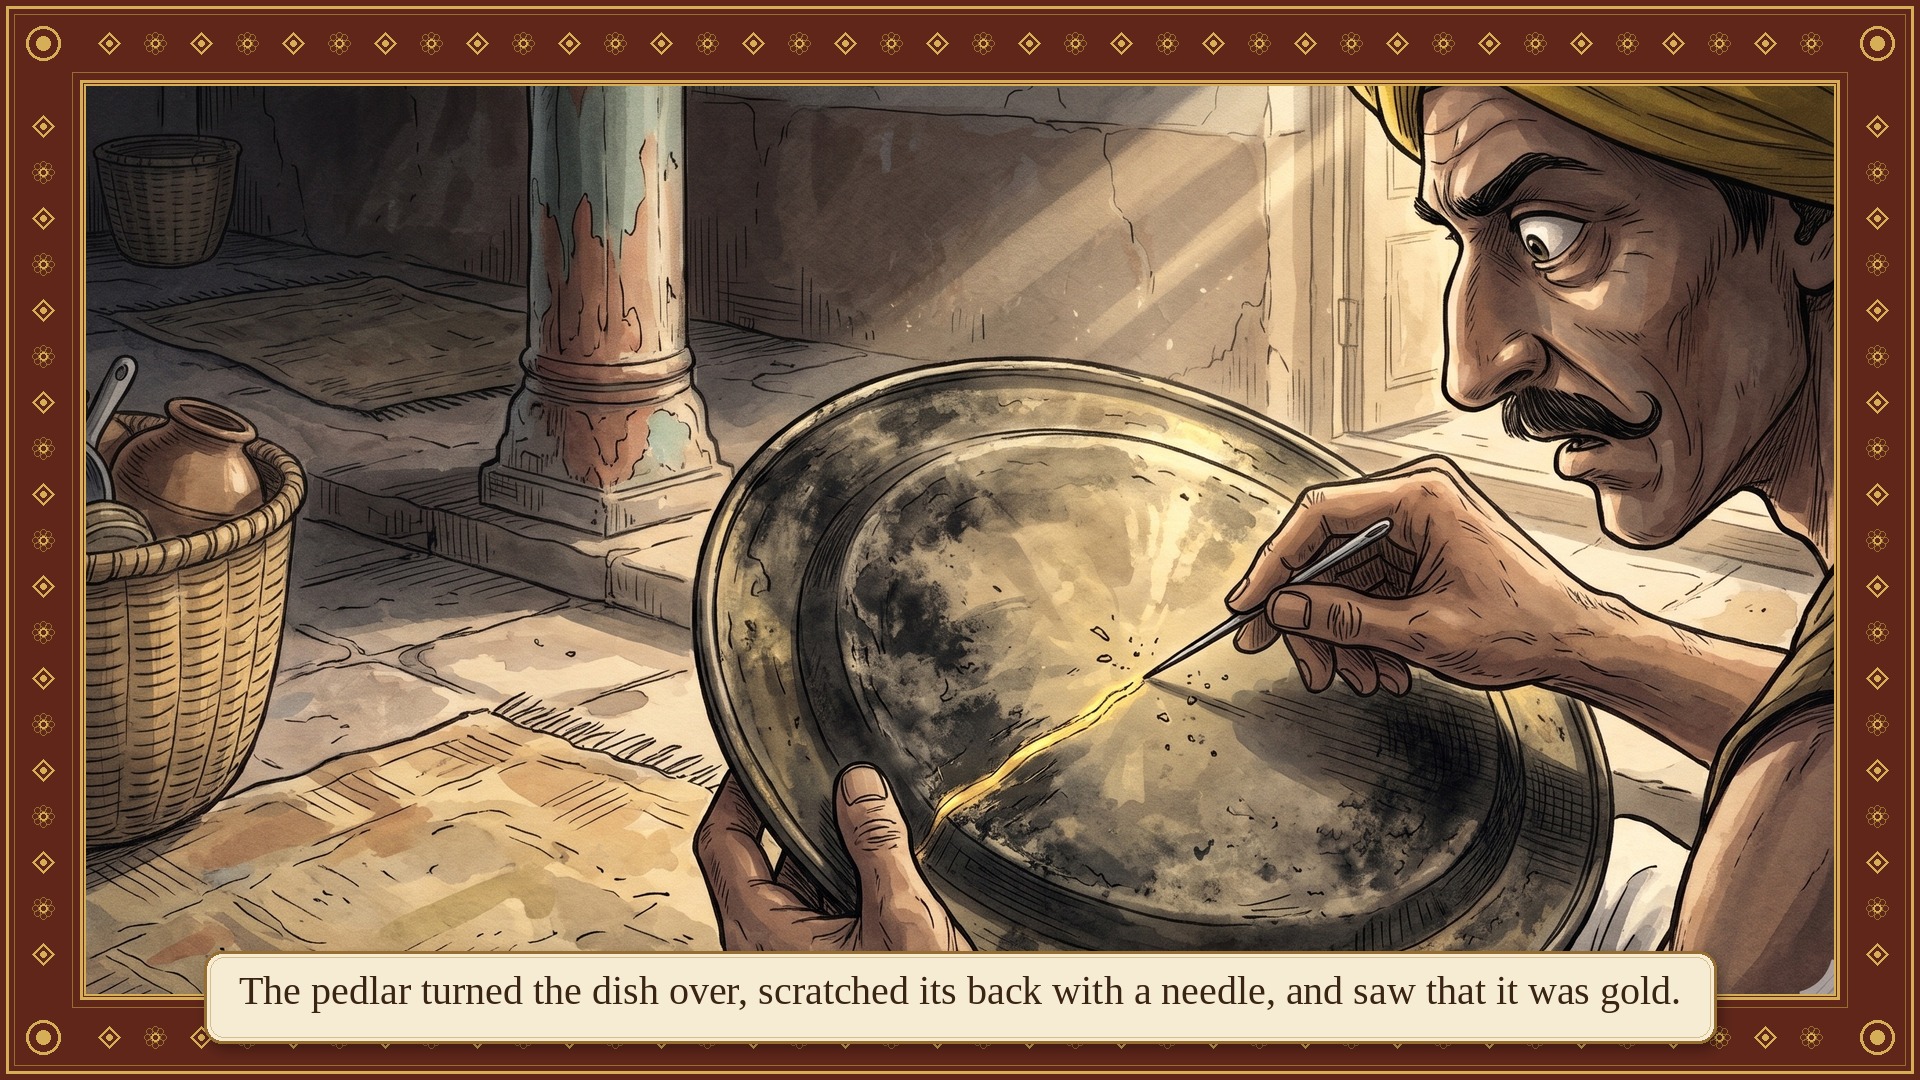 The pedlar turned the dish over, scratched its back with a needle, and saw that it was gold.